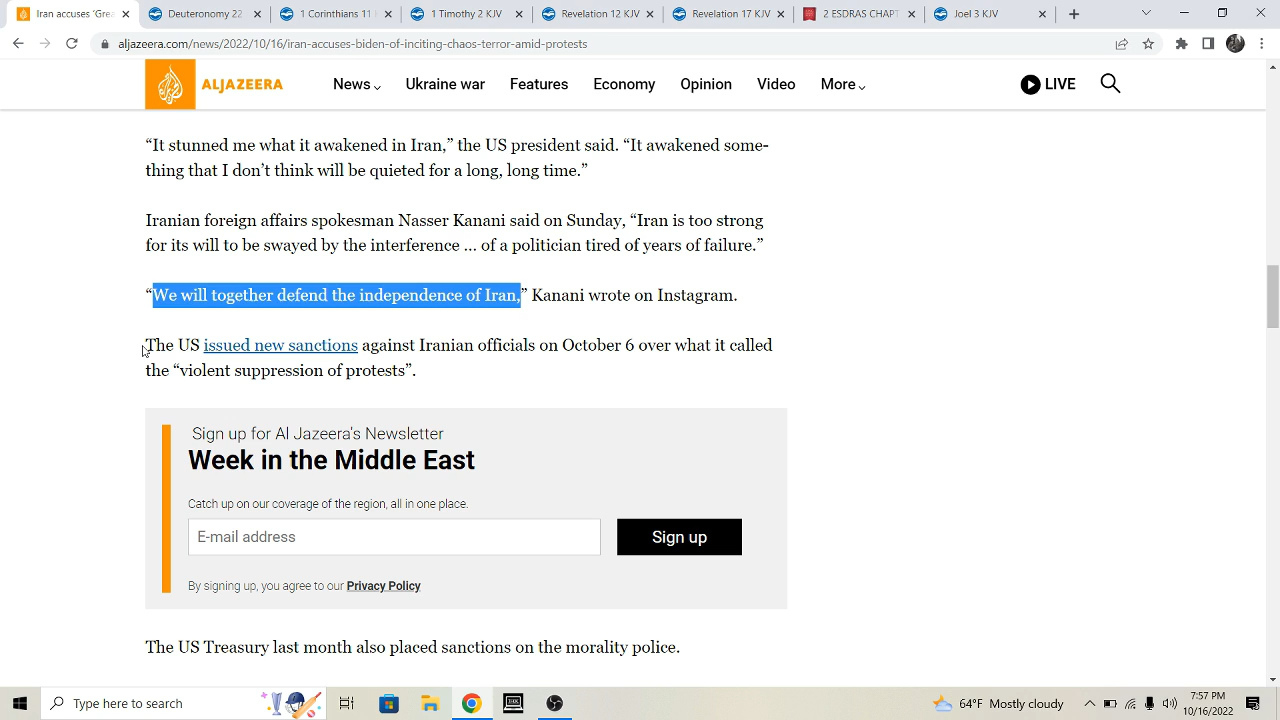 Iran accuses ‘Grea
Deuteronomy 22
1 Corinthians 11
1 Timothy 2 KJV
Revelation 12 KJV
Revelation 17 KJV
2 ESDRAS CHAPT
Joel 3 KJV
aljazeera.com/news/2022/10/16/iran-accuses-biden-of-inciting-chaos-terror-amid-protests
ALJAZEERA
News
Ukraine war
Features
Economy
Opinion
Video
More
LIVE
“It stunned me what it awakened in Iran,” the US president said. “It awakened some-
thing that I don’t think will be quieted for a long, long time.”
Iranian foreign affairs spokesman Nasser Kanani said on Sunday, “Iran is too strong
for its will to be swayed by the interference … of a politician tired of years of failure.”
“We will together defend the independence of Iran,” Kanani wrote on Instagram.
The US issued new sanctions against Iranian officials on October 6 over what it called
the “violent suppression of protests”.
Sign up for Al Jazeera's Newsletter
Week in the Middle East
Catch up on our coverage of the region, all in one place.
E-mail address
Sign up
By signing up, you agree to our Privacy Policy
The US Treasury last month also placed sanctions on the morality police.
Type here to search
64°F Mostly cloudy
7:57 PM
10/16/2022